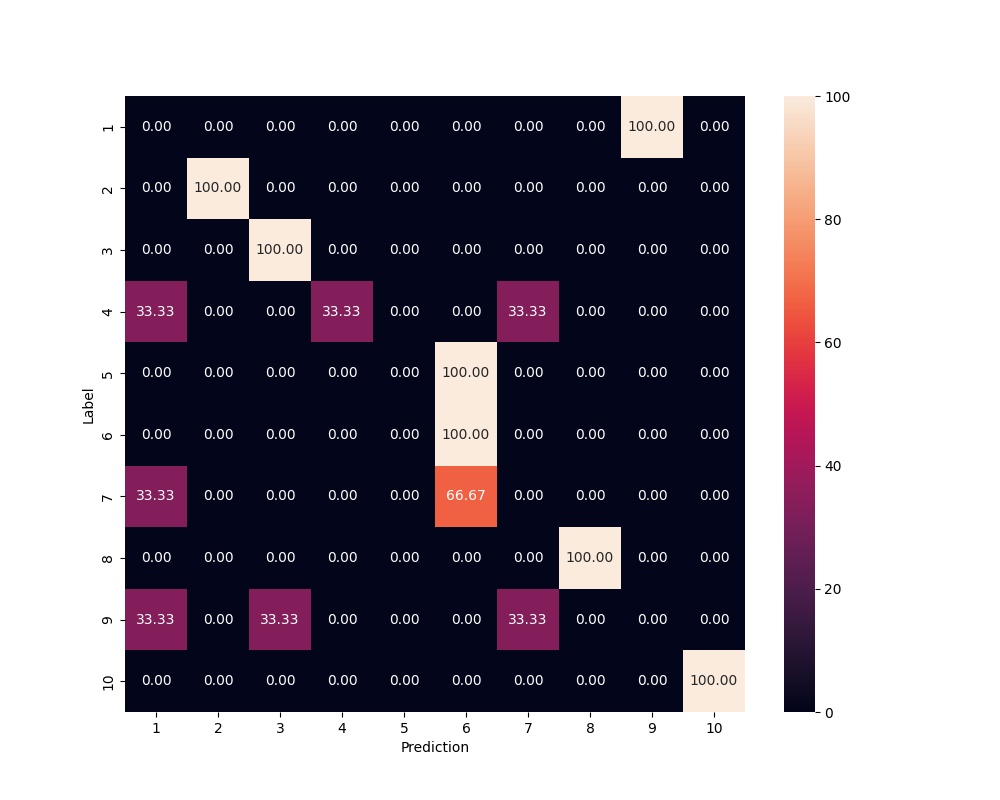 1 0.00 0.00 0.00 0.00 0.00 0.00 0.00 0.00 100.00 0.00
2 0.00 100.00 0.00 0.00 0.00 0.00 0.00 0.00 0.00 0.00
3 0.00 0.00 100.00 0.00 0.00 0.00 0.00 0.00 0.00 0.00
4 33.33 0.00 0.00 33.33 0.00 0.00 33.33 0.00 0.00 0.00
5 0.00 0.00 0.00 0.00 0.00 100.00 0.00 0.00 0.00 0.00
6 0.00 0.00 0.00 0.00 0.00 100.00 0.00 0.00 0.00 0.00
7 33.33 0.00 0.00 0.00 0.00 66.67 0.00 0.00 0.00 0.00
8 0.00 0.00 0.00 0.00 0.00 0.00 0.00 100.00 0.00 0.00
9 33.33 0.00 33.33 0.00 0.00 0.00 33.33 0.00 0.00 0.00
10 0.00 0.00 0.00 0.00 0.00 0.00 0.00 0.00 0.00 100.00
1 2 3 4 5 6 7 8 9 10
Prediction
Label
100
80
60
40
20
0